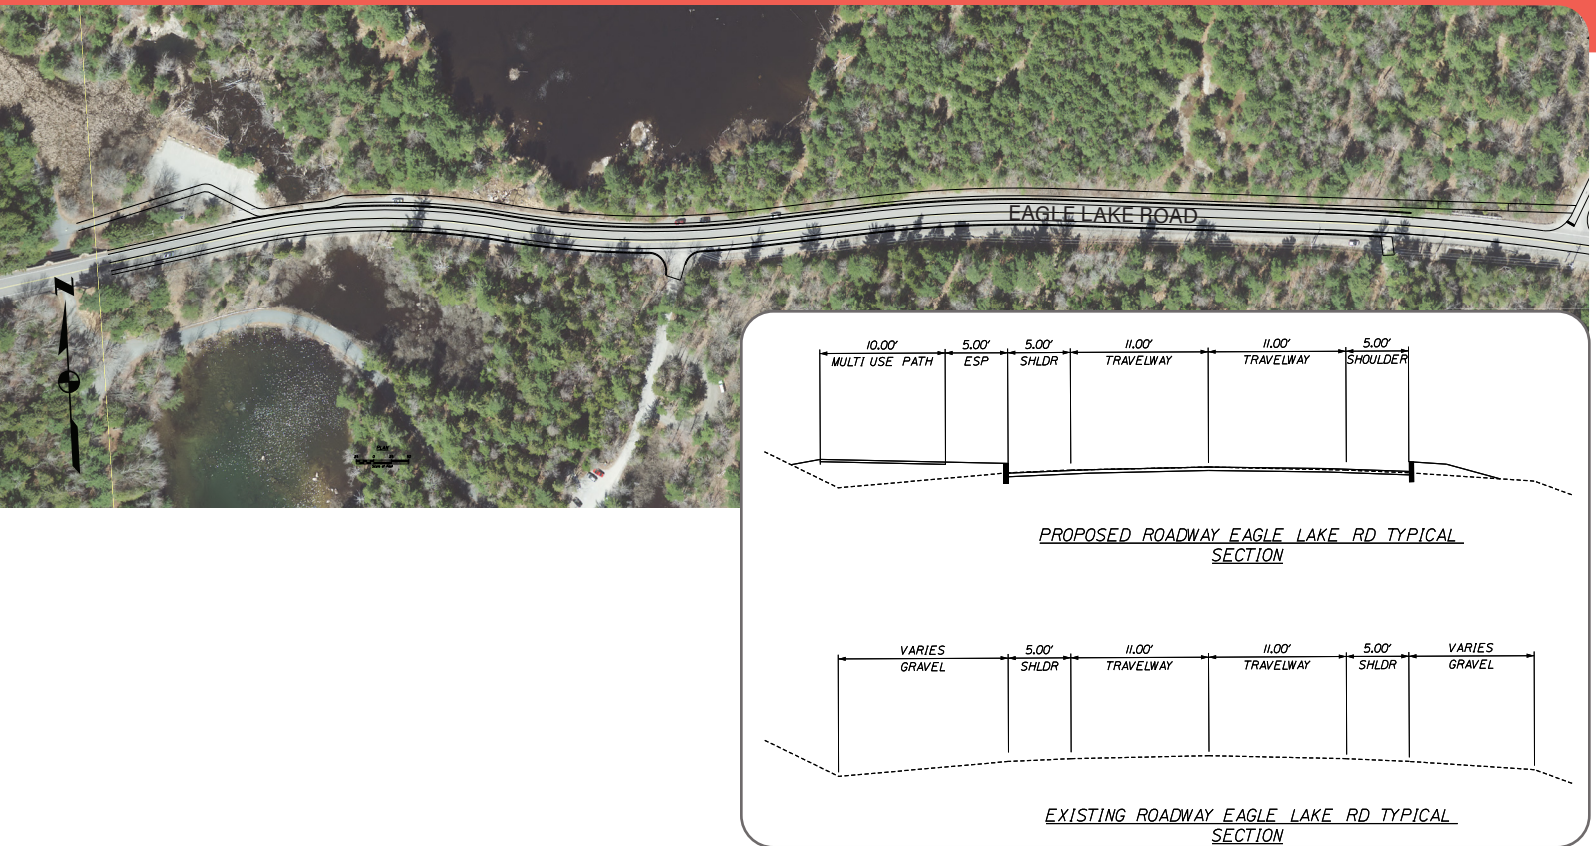 EAGLE LAKE ROAD
N
10.00' 5.00' 5.00' 11.00' 11.00' 5.00'
MULTI USE PATH ESP SHLDR TRAVELWAY TRAVELWAY SHOULDER
PROPOSED ROADWAY EAGLE LAKE RD TYPICAL
SECTION
VARIES 5.00' 11.00' 11.00' 5.00' VARIES
GRAVEL SHLDR TRAVELWAY TRAVELWAY SHLDR GRAVEL
EXISTING ROADWAY EAGLE LAKE RD TYPICAL
SECTION